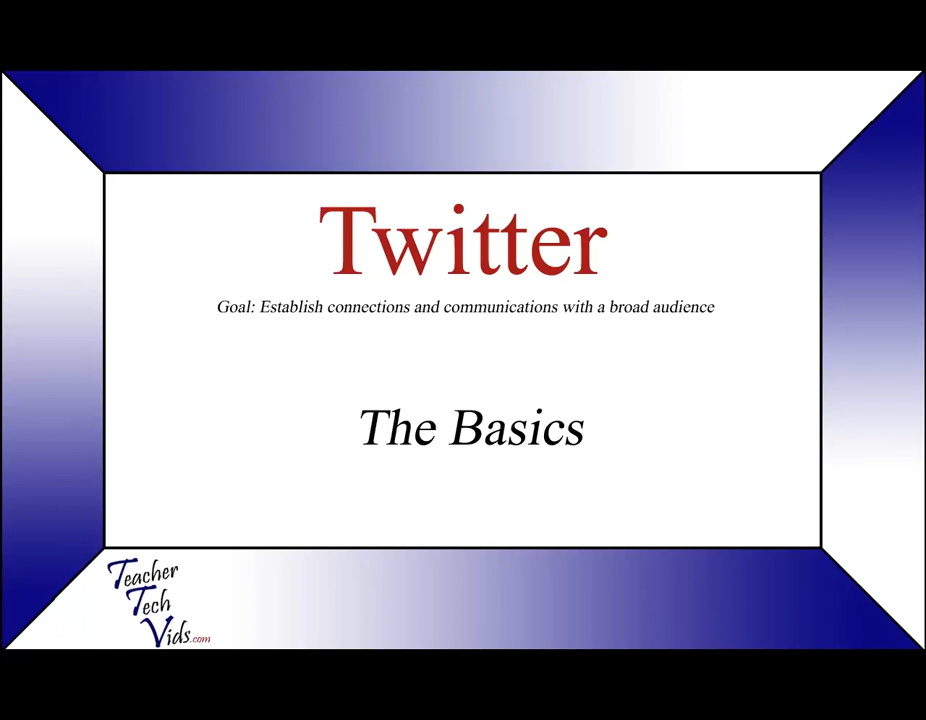 Twitter
Goal: Establish connections and communications with a broad audience
The Basics
Teacher
Tech
Vids.com